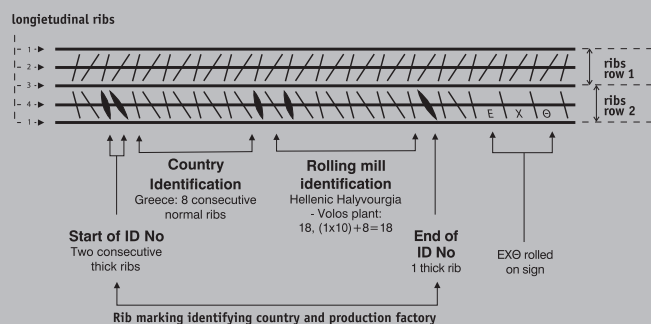 longietudinal ribs
1
2
3
4
1
ribs
row 1
ribs
row 2
E X Θ
Country
Identification
Greece: 8 consecutive
normal ribs
Rolling mill
identification
Hellenic Halyvourgia
- Volos plant:
18, (1x10)+8=18
Start of ID No
Two consecutive
thick ribs
End of
ID No
1 thick rib
EXΘ rolled
on sign
Rib marking identifying country and production factory